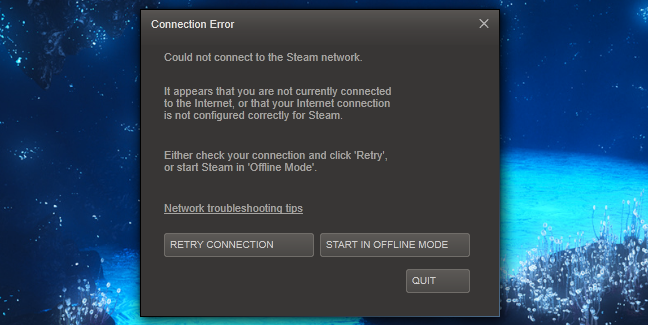 Connection Error
Could not connect to the Steam network.
It appears that you are not currently connected
to the Internet, or that your Internet connection
is not configured correctly for Steam.
Either check your connection and click 'Retry',
or start Steam in 'Offline Mode'.
Network troubleshooting tips
RETRY CONNECTION
START IN OFFLINE MODE
QUIT